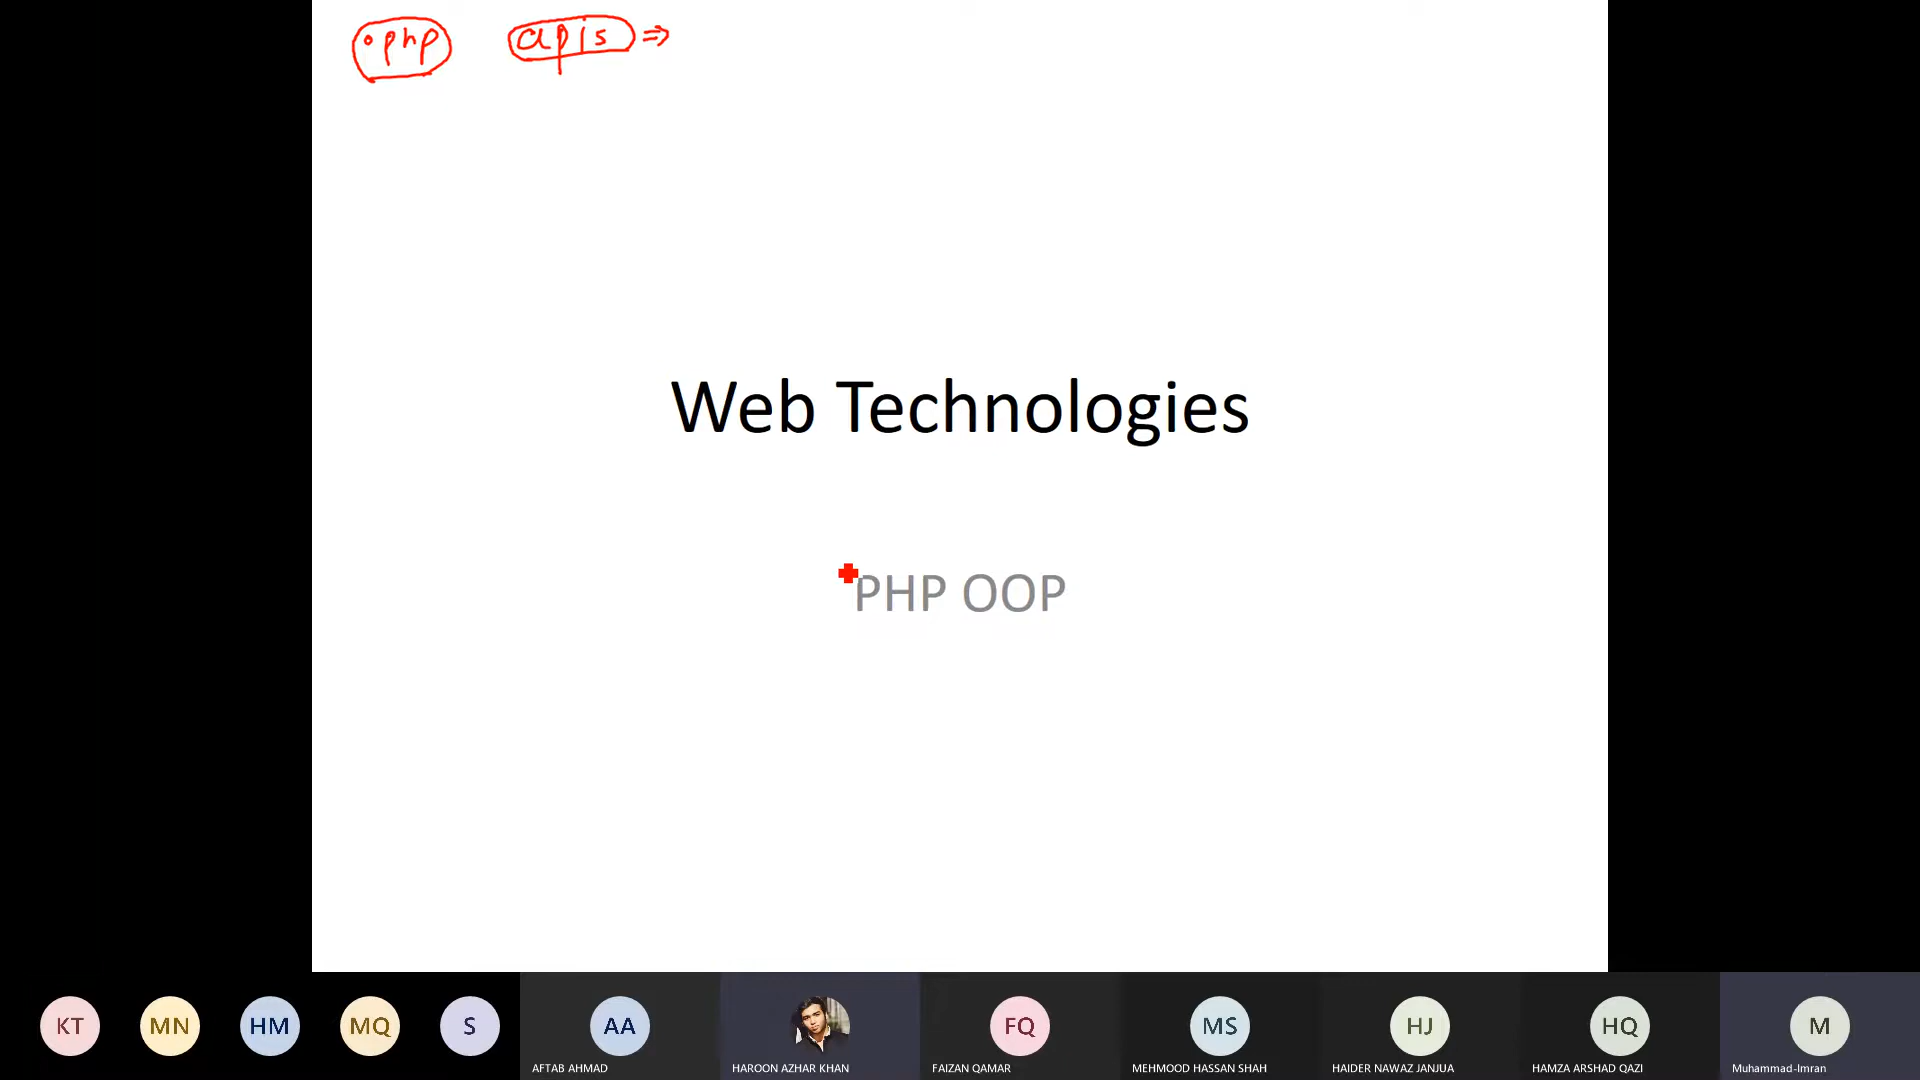 .php apis ⇒
Web Technologies
PHP OOP
KT MN HM MQ S AA FQ MS HJ HQ M
AFTAB AHMAD HAROON AZHAR KHAN FAIZAN QAMAR MEHMOOD HASSAN SHAH HAIDER NAWAZ JANJUA HAMZA ARSHAD QAZI Muhammad-Imran